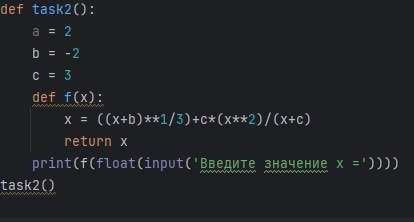 def task2():
    a = 2
    b = -2
    c = 3
    def f(x):
        x = ((x+b)**1/3)+c*(x**2)/(x+c)
        return x
    print(f(float(input('Введите значение x ='))))
task2()